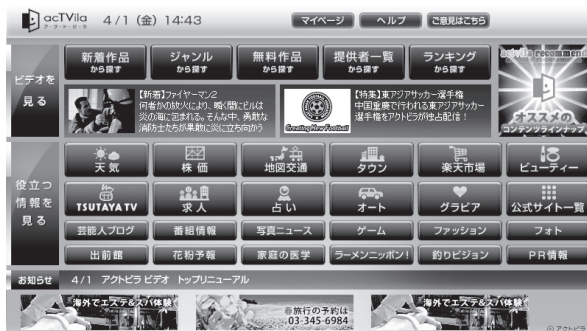 acTVila
ア・ク・ト・ビ・ラ
4/1（金）14:43
マイページ
ヘルプ
ご意見はこちら
ビデオを
見る
新着作品
から探す
ジャンル
から探す
無料作品
から探す
提供者一覧
から探す
ランキング
から探す
actvila recommend
【新着】ファイヤーマン2
何者かの放火により、瞬く間にビルは
炎の海に包まれる。そんな中、勇敢な
消防士たちが果敢に炎に立ち向かう
Creating New Football
【特集】東アジアサッカー選手権
中国重慶で行われる東アジアサッカー
選手権をアクトビラが独占配信！
オススメの
コンテンツラインナップ
役立つ
情報を
見る
天気
株価
地図交通
タウン
楽天市場
ビューティー
TSUTAYA TV
求人
占い
オート
グラビア
公式サイト一覧
芸能人ブログ
番組情報
写真ニュース
ゲーム
ファッション
フォト
出前館
花粉予報
家庭の医学
ラーメンニッポン！
釣りビジョン
PR情報
お知らせ
4/1 アクトビラ ビデオ トップリニューアル
海外でエステ&スパ体験
春旅行の予約は
03-345-6984
海外でエステ&スパ体験